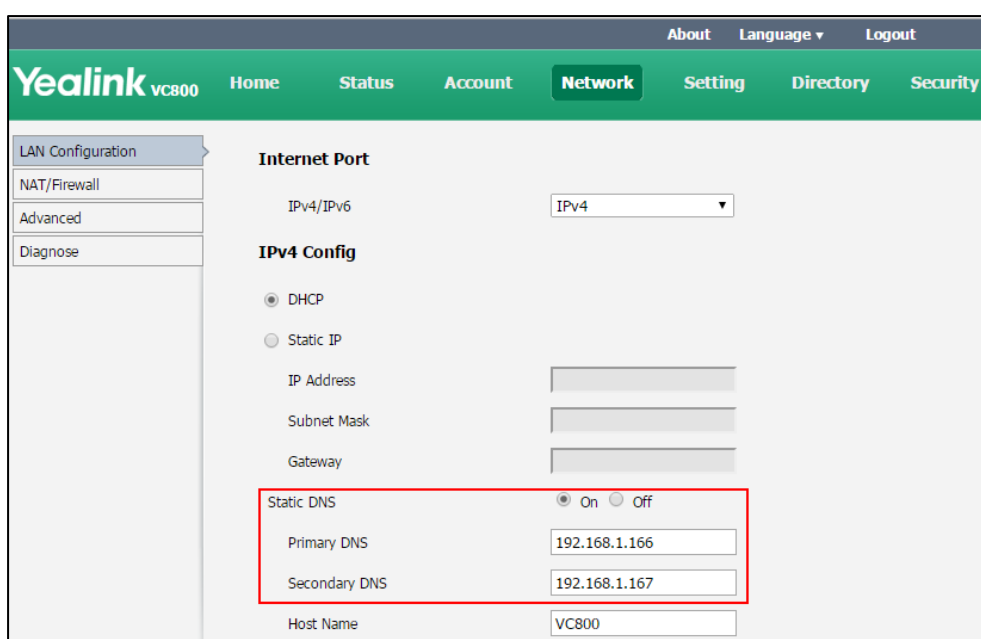 About Language ▾ Logout
Yealink VC800 Home Status Account Network Setting Directory Security
LAN Configuration
NAT/Firewall
Advanced
Diagnose
Internet Port
IPv4/IPv6 IPv4
IPv4 Config
DHCP
Static IP
IP Address
Subnet Mask
Gateway
Static DNS On Off
Primary DNS 192.168.1.166
Secondary DNS 192.168.1.167
Host Name VC800